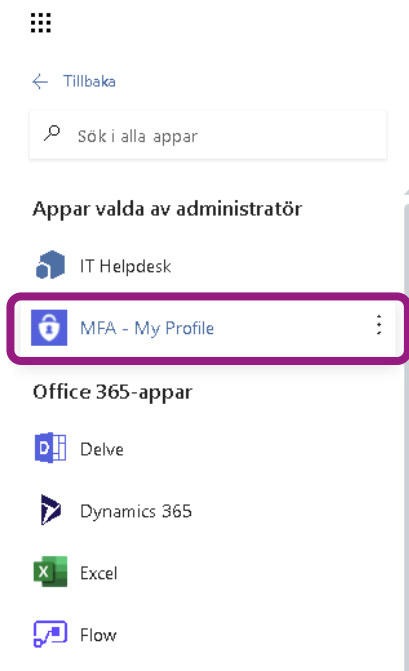 Tillbaka
Sök i alla appar
Appar valda av administratör
IT Helpdesk
MFA - My Profile
Office 365-appar
Delve
Dynamics 365
Excel
Flow